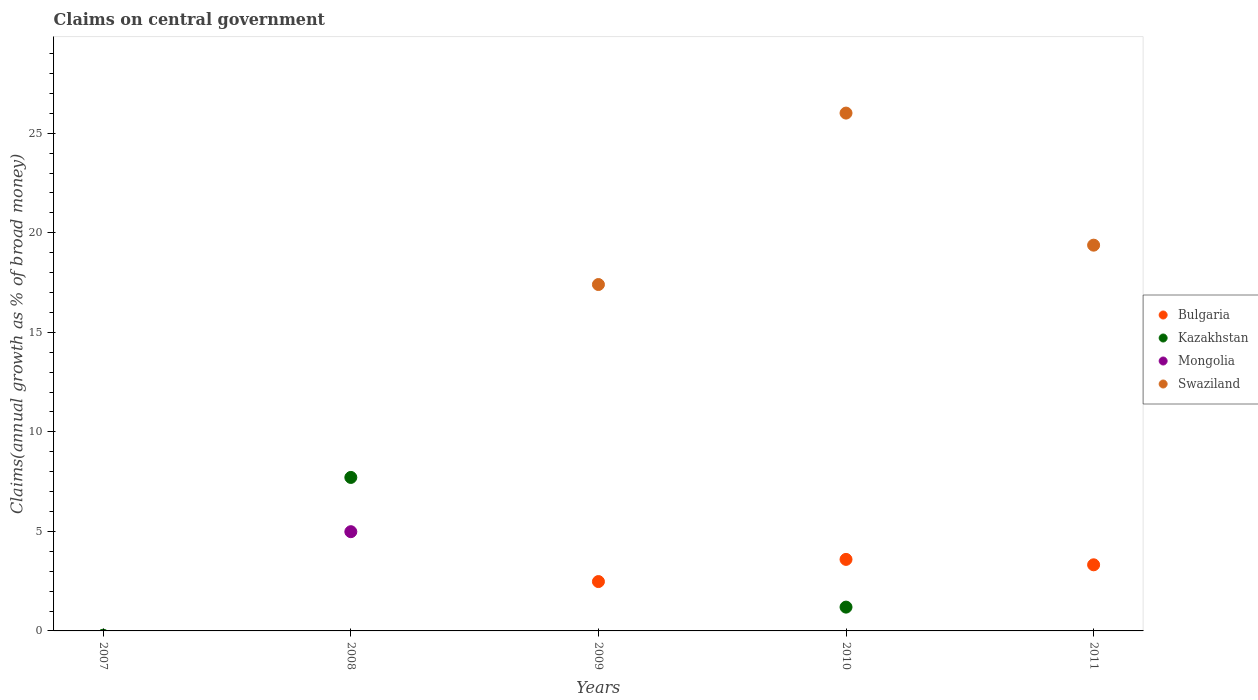 Claims on central government
Claims(annual growth as % of broad money)
25
20
15
10
5
0
2007
2008
2009
2010
2011
Years
Bulgaria
Kazakhstan
Mongolia
Swaziland